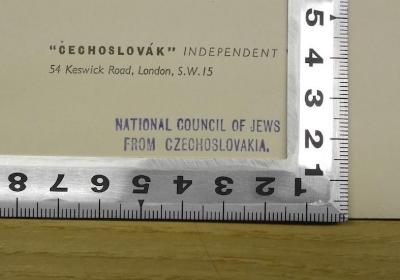 "ČECHOSLOVÁK" INDEPENDENT
54 Keswick Road, London, S.W.15
NATIONAL COUNCIL OF JEWS
FROM CZECHOSLOVAKIA.
5
4
3
2
1
8 7 6 5 4 3 2 1